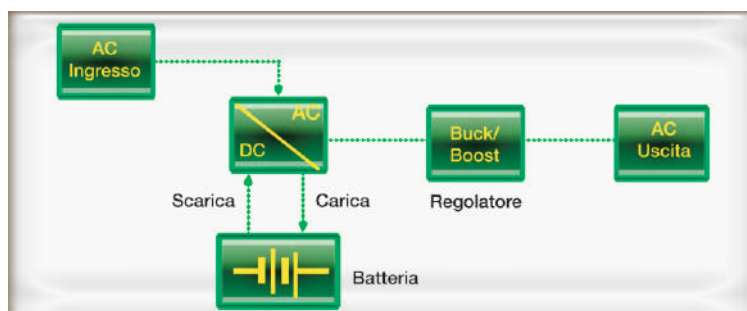 AC
Ingresso
AC
DC
Buck/
Boost
AC
Uscita
Scarica
Carica
Regolatore
Batteria